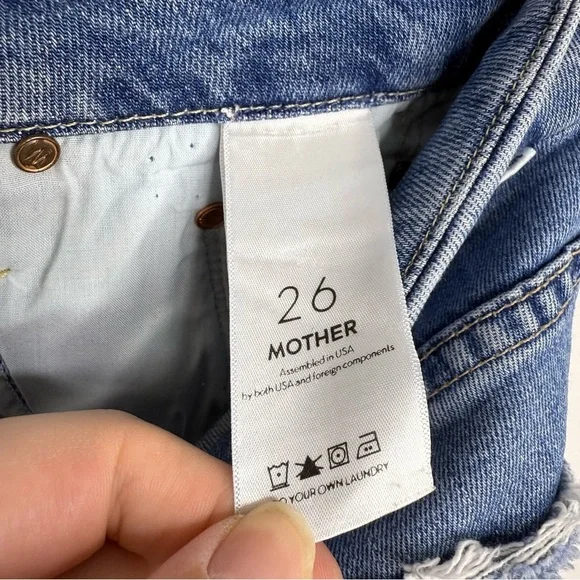 26
MOTHER
Assembled in USA
by both USA and foreign components
O YOUR OWN LAUNDRY